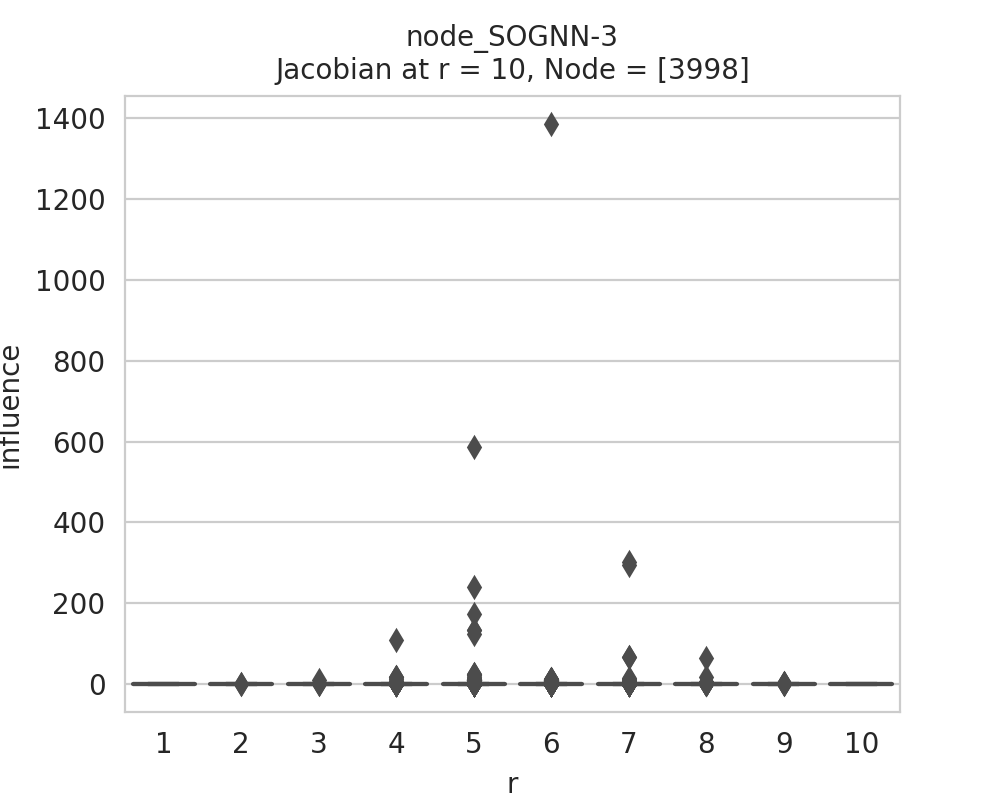 node_SOGNN-3
Jacobian at r = 10, Node = [3998]
1400
1200
1000
800
600
400
200
0
influence
1 2 3 4 5 6 7 8 9 10
r